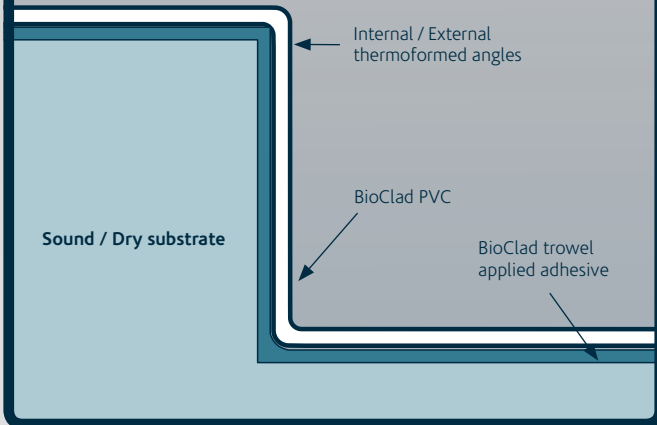 Internal / External
thermoformed angles
BioClad PVC
Sound / Dry substrate
BioClad trowel
applied adhesive